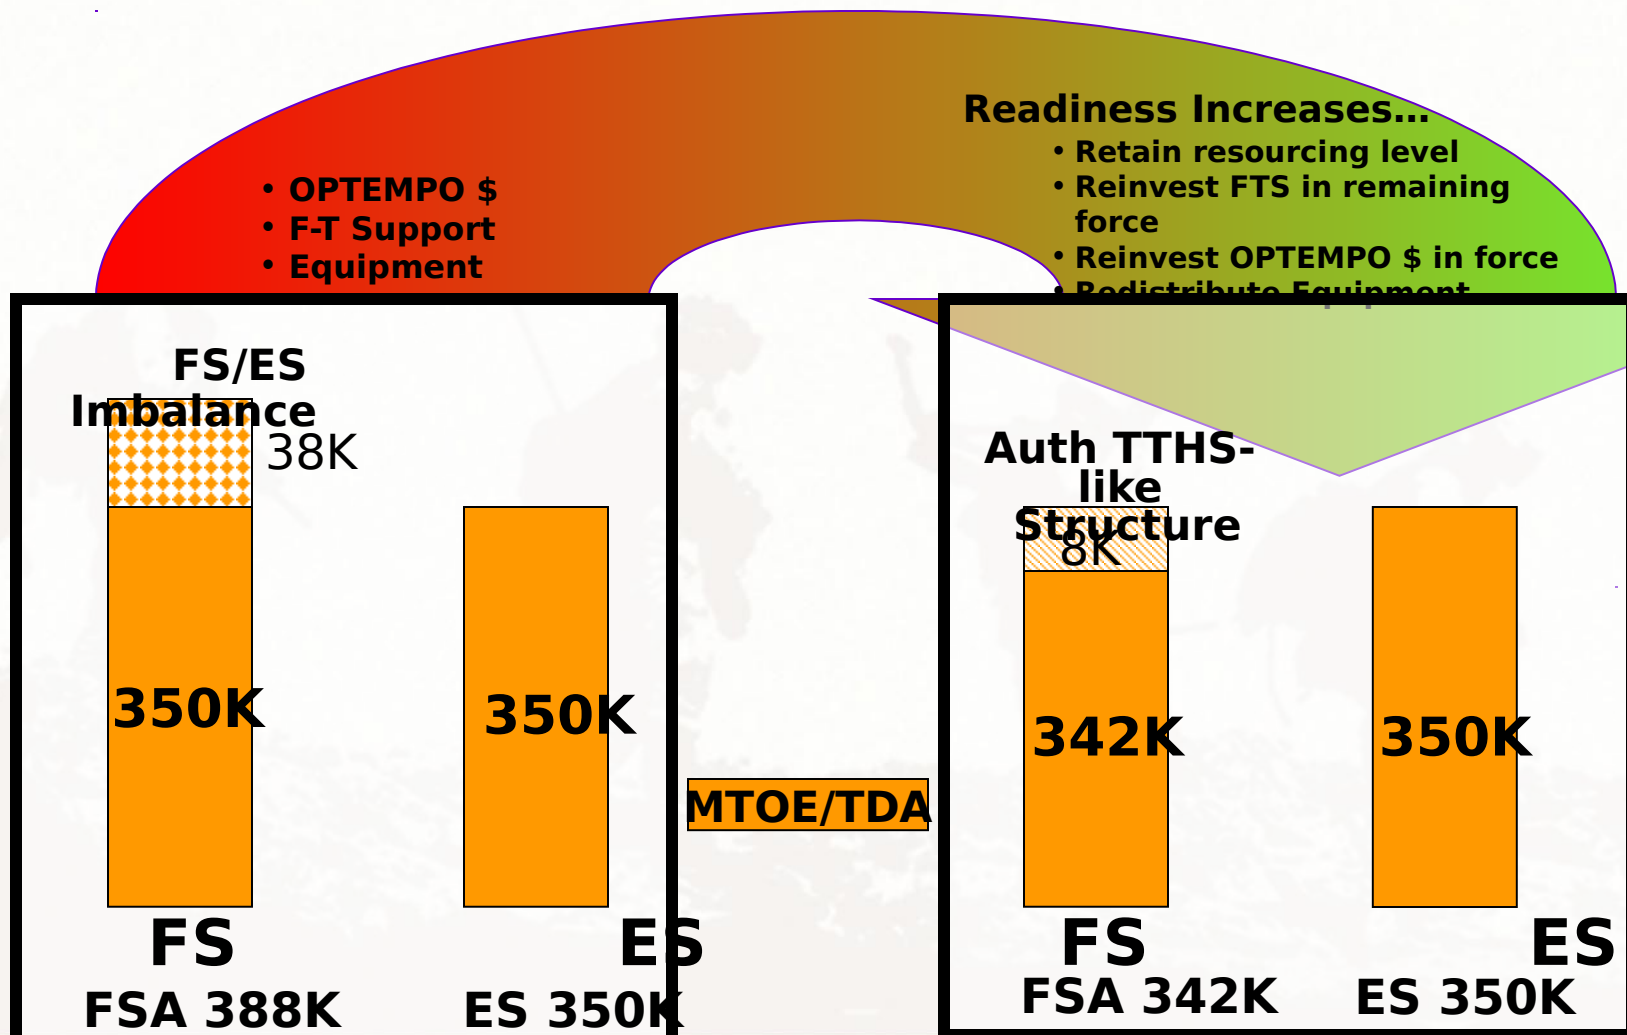 Readiness Increases…
• Retain resourcing level
• Reinvest FTS in remaining
force
• Reinvest OPTEMPO $ in force
• Redistribute Equipment
• OPTEMPO $
• F-T Support
• Equipment
FS/ES
Imbalance
38K
350K
350K
FS
ES
FSA 388K
ES 350K
MTOE/TDA
Auth TTHS-
like
Structure
8K
342K
350K
FS
ES
FSA 342K
ES 350K